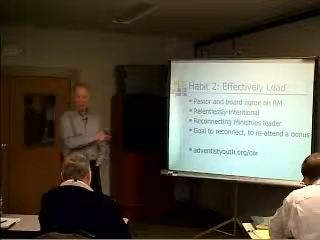 Habit 2: Effectively Lead
Pastor and board agree on RM
Relentlessly Intentional
Reconnecting Ministries leader
Goal to reconnect, to re-attend a bonus
adventistyouth.org/cor